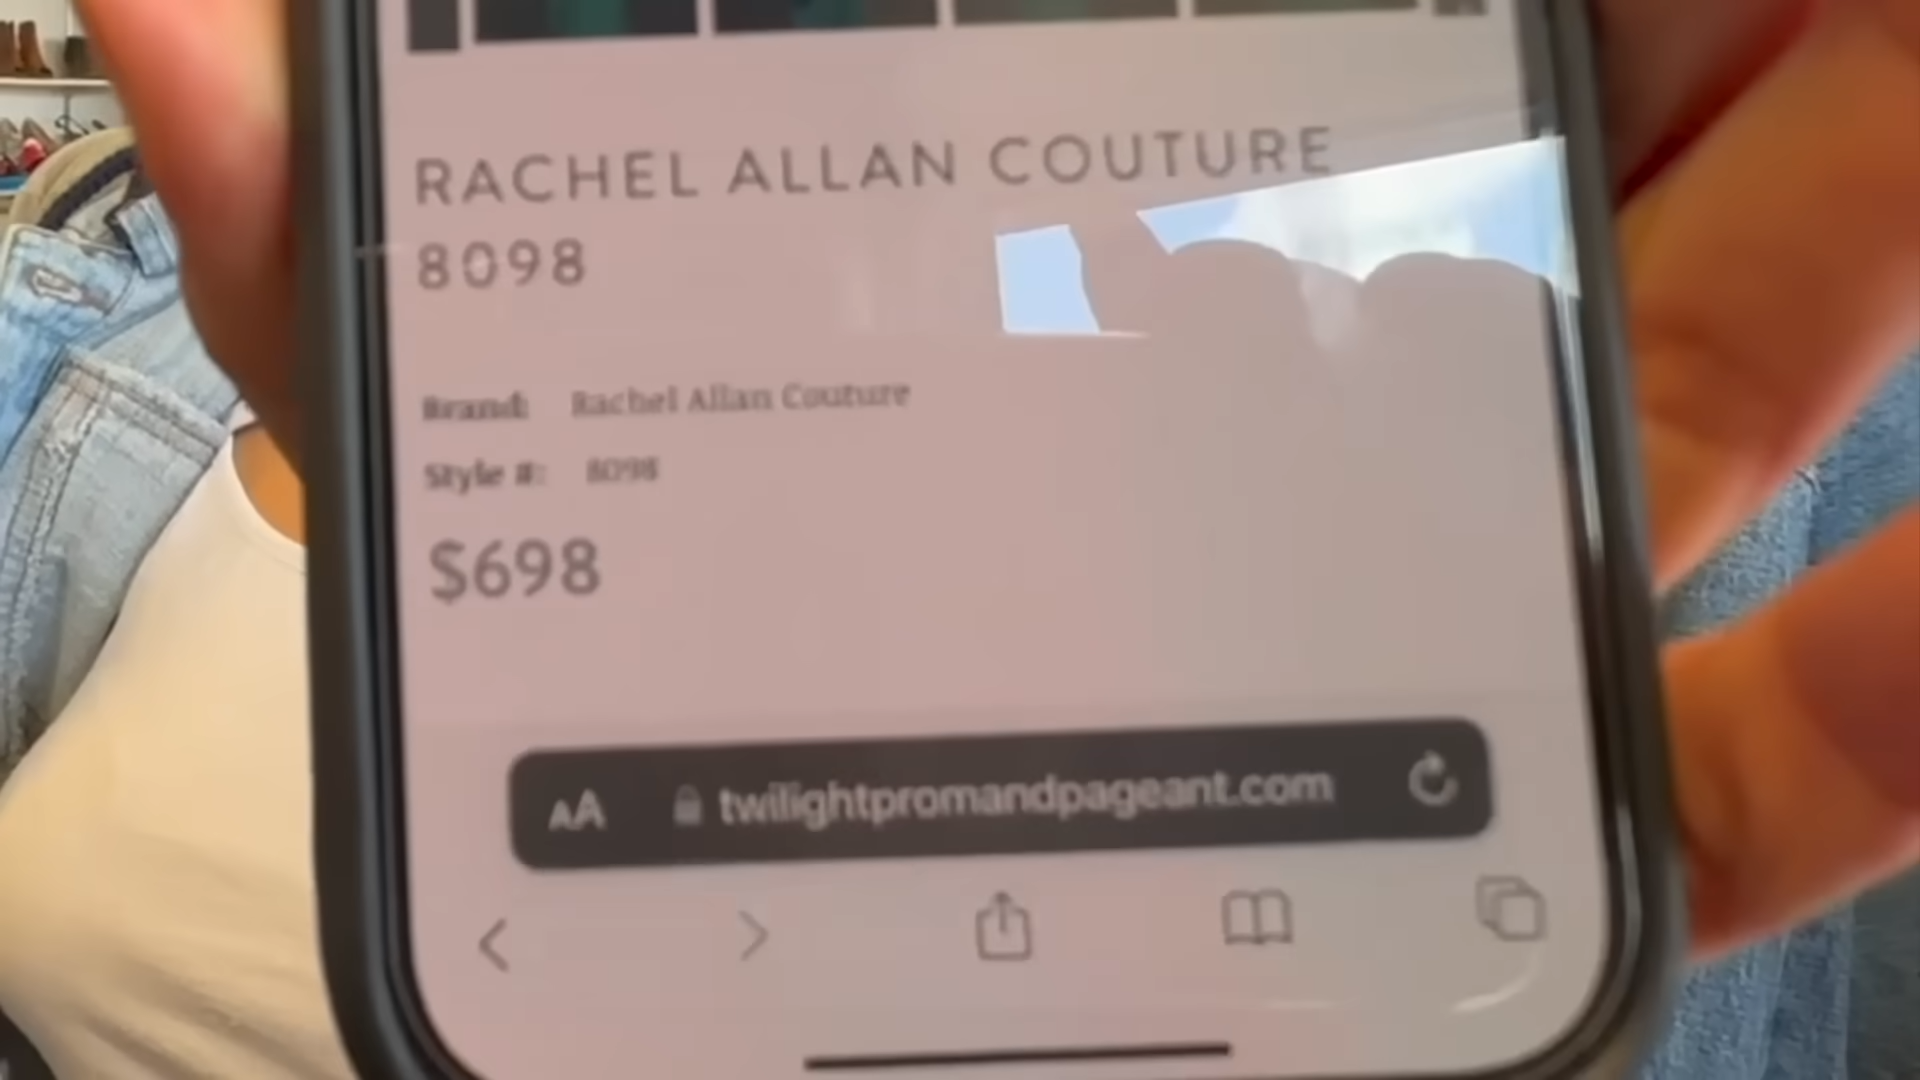 RACHEL ALLAN COUTURE
8098
Brand: Rachel Allan Couture
Style #: 8098
$698
AA twilightpromandpageant.com